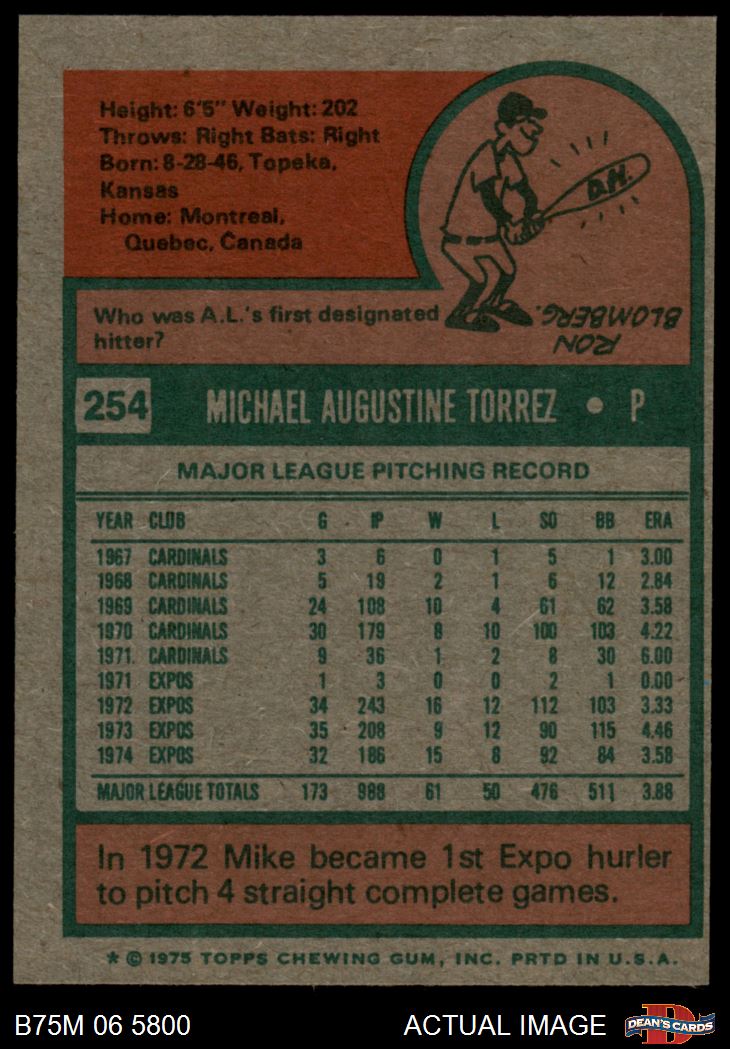 Height: 6'5" Weight: 202
Throws: Right Bats: Right
Born: 8-28-46, Topeka,
Kansas
Home: Montreal,
Quebec, Canada
D.H.
Who was A.L.'s first designated
hitter?
RON
BLOMBERG.
254 MICHAEL AUGUSTINE TORREZ • P
MAJOR LEAGUE PITCHING RECORD
YEAR CLUB G IP W L SO BB ERA
1967 CARDINALS 3 6 0 1 5 1 3.00
1968 CARDINALS 5 19 2 1 6 12 2.84
1969 CARDINALS 24 108 10 4 61 62 3.58
1970 CARDINALS 30 179 8 10 100 103 4.22
1971 CARDINALS 9 36 1 2 8 30 6.00
1971 EXPOS 1 3 0 0 2 1 0.00
1972 EXPOS 34 243 16 12 112 103 3.33
1973 EXPOS 35 208 9 12 90 115 4.46
1974 EXPOS 32 186 15 8 92 84 3.58
MAJOR LEAGUE TOTALS 173 988 61 50 476 511 3.88
In 1972 Mike became 1st Expo hurler
to pitch 4 straight complete games.
* © 1975 TOPPS CHEWING GUM, INC. PRTD IN U.S.A.
B75M 06 5800 ACTUAL IMAGE
D
DEAN'S CARDS